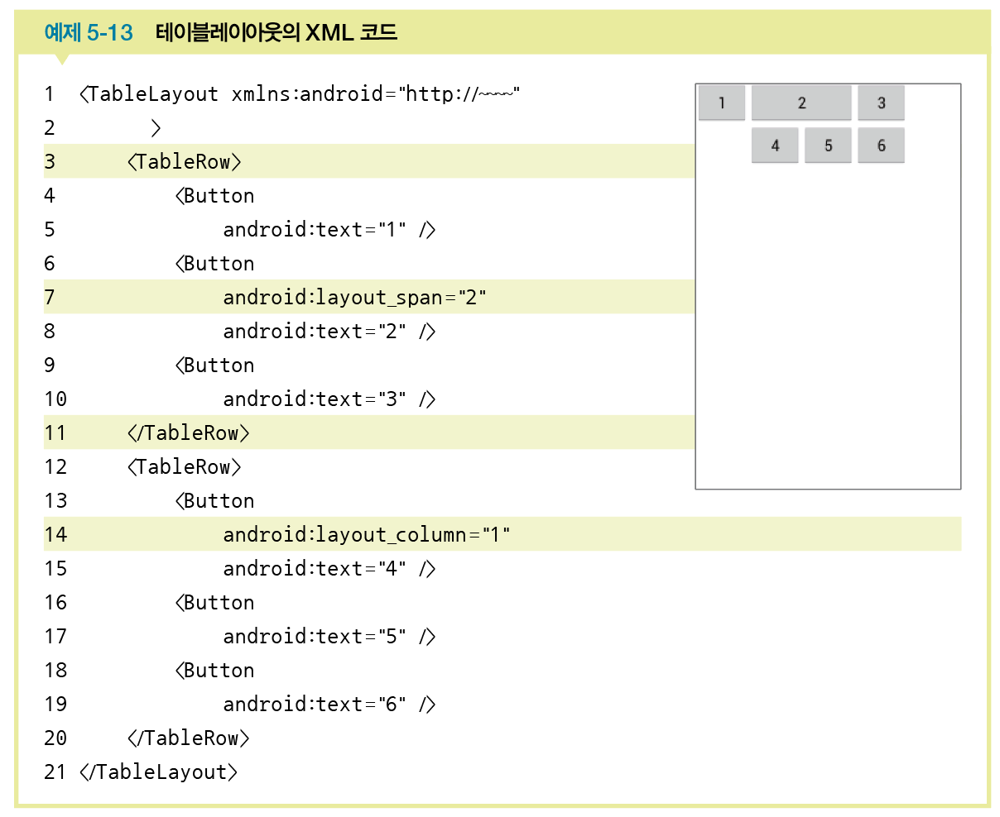 예제 5-13 테이블레이아웃의 XML 코드
1 <TableLayout xmlns:android="http://~~~~"
2 >
3 <TableRow>
4 <Button
5 android:text="1" />
6 <Button
7 android:layout_span="2"
8 android:text="2" />
9 <Button
10 android:text="3" />
11 </TableRow>
12 <TableRow>
13 <Button
14 android:layout_column="1"
15 android:text="4" />
16 <Button
17 android:text="5" />
18 <Button
19 android:text="6" />
20 </TableRow>
21 </TableLayout>
1 2 3
4 5 6